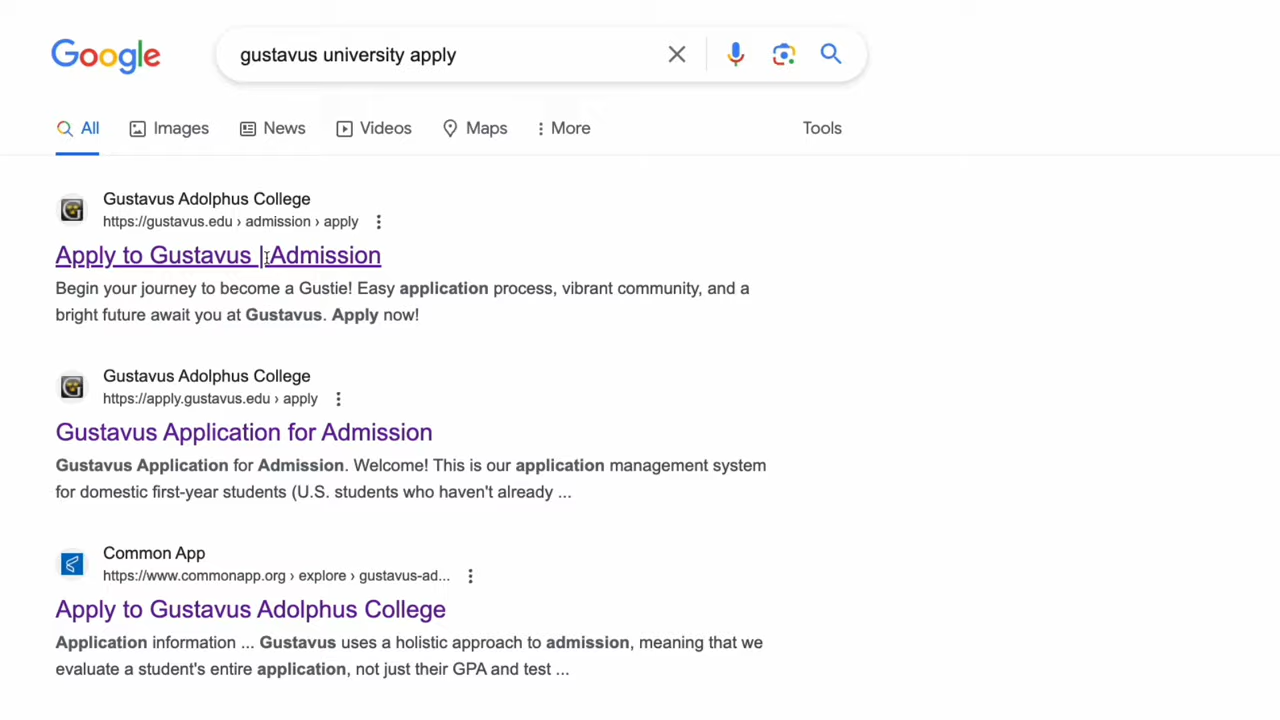 Google
gustavus university apply
All Images News Videos Maps More Tools
Gustavus Adolphus College
https://gustavus.edu › admission › apply
Apply to Gustavus | Admission
Begin your journey to become a Gustie! Easy application process, vibrant community, and a
bright future await you at Gustavus. Apply now!
Gustavus Adolphus College
https://apply.gustavus.edu › apply
Gustavus Application for Admission
Gustavus Application for Admission. Welcome! This is our application management system
for domestic first-year students (U.S. students who haven't already ...
Common App
https://www.commonapp.org › explore › gustavus-ad...
Apply to Gustavus Adolphus College
Application information ... Gustavus uses a holistic approach to admission, meaning that we
evaluate a student's entire application, not just their GPA and test ...